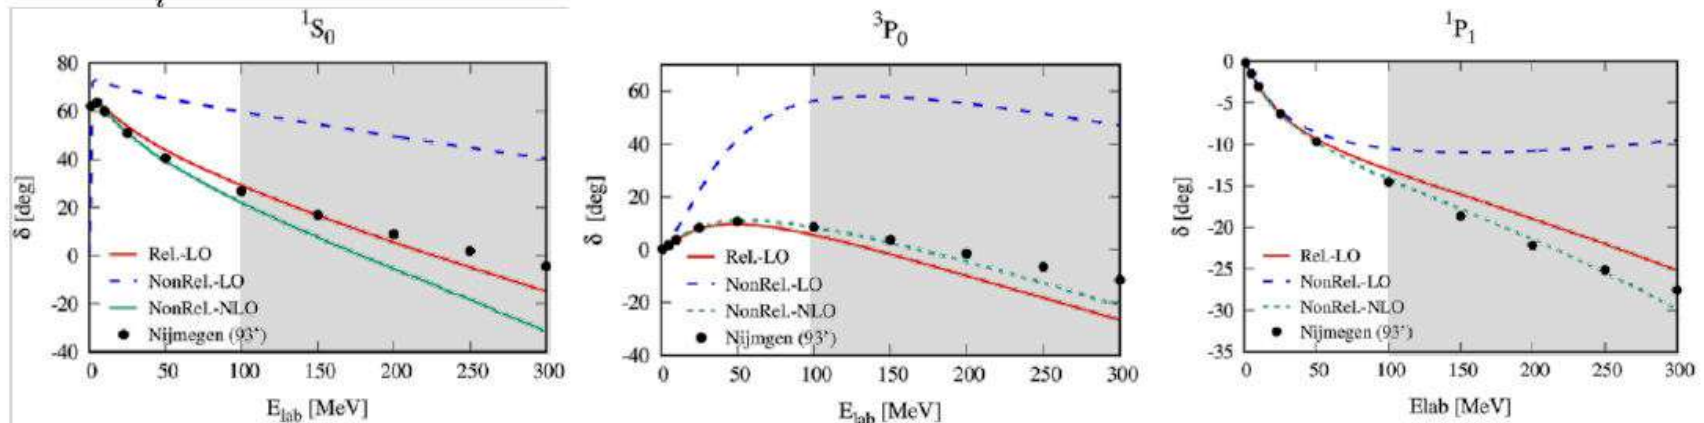 i
1S0
80
60
40
20
0
-20
-40
δ [deg]
Rel.-LO
NonRel.-LO
NonRel.-NLO
Nijmegen (93')
0 50 100 150 200 250 300
Elab [MeV]
3P0
60
40
20
0
20
-40
δ [deg]
Rel.-LO
NonRel.-LO
NonRel.-NLO
Nijmgen (93')
0 50 100 150 200 250 300
Elab [MeV]
1P1
0
-5
-10
-15
-20
-25
-30
-35
δ [deg]
Rel.-LO
NonRel.-LO
NonRel.-NLO
Nijmegen (93')
0 50 100 150 200 250 300
Elab [MeV]